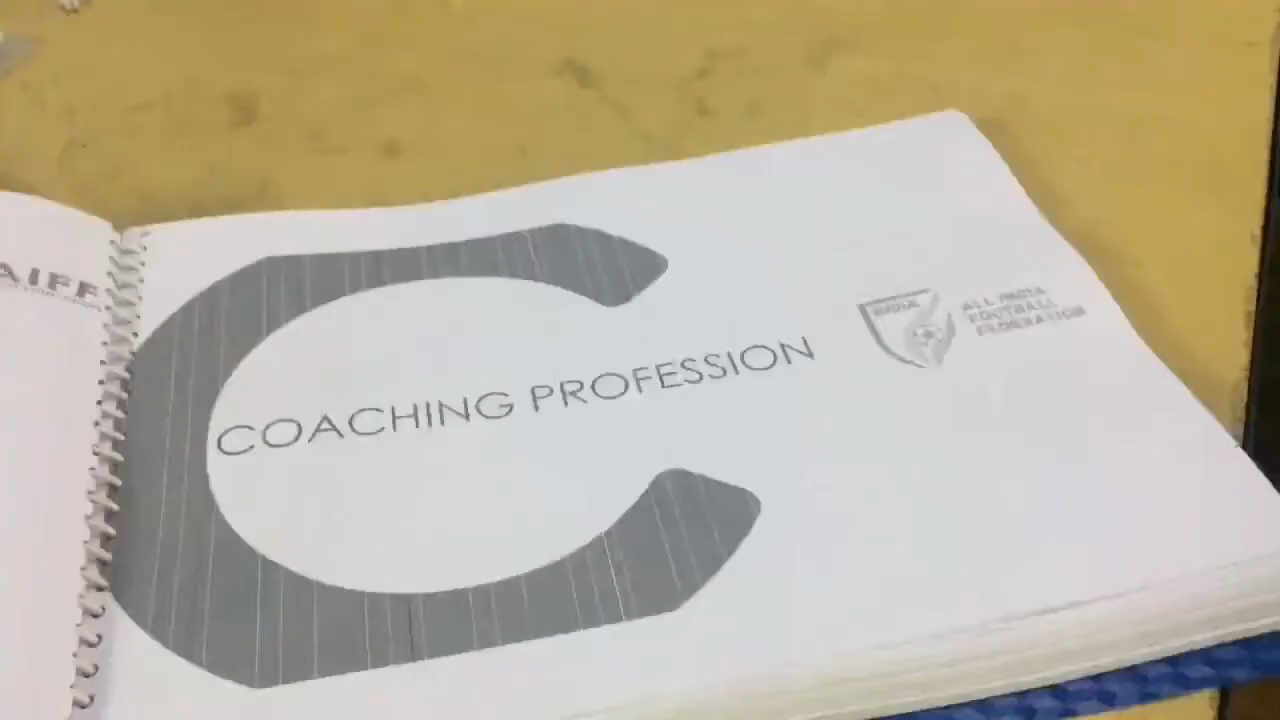 AIFF
C
COACHING PROFESSION
INDIA
ALL INDIA
FOOTBALL
FEDERATION